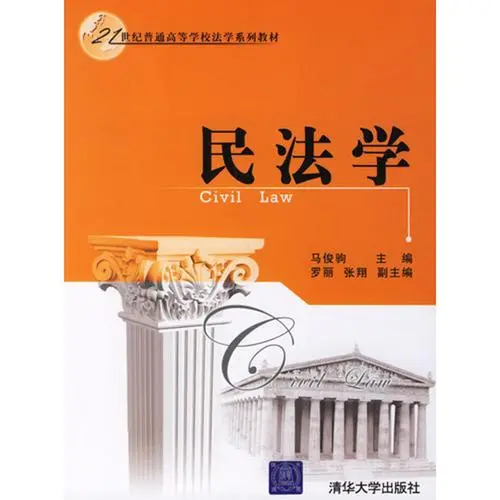 21世纪普通高等学校法学系列教材
民法学
Civil Law
马俊驹 主编
罗丽 张翔 副主编
Civil Law
清华大学出版社